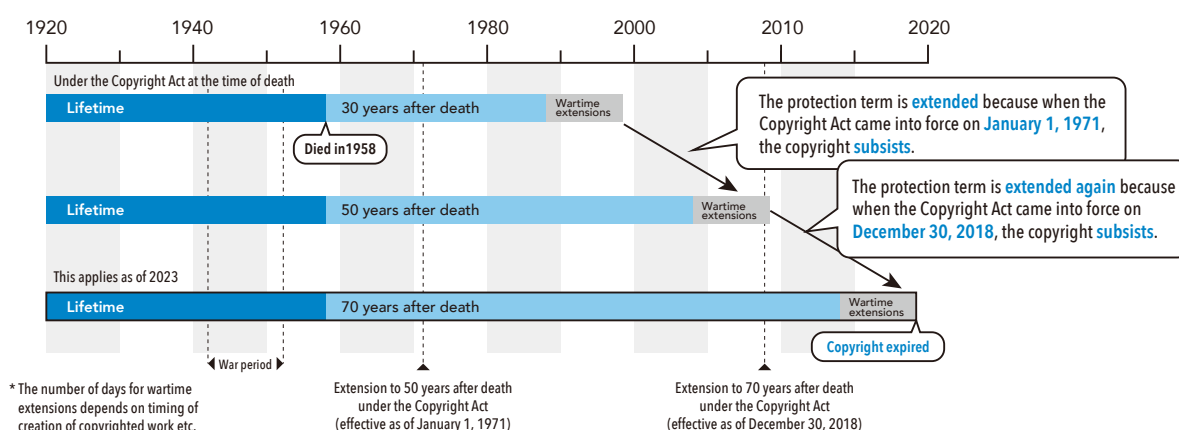 1920 1940 1960 1980 2000 2010 2020
Under the Copyright Act at the time of death
Lifetime 30 years after death Wartime
extensions
Died in1958
The protection term is extended because when the
Copyright Act came into force on January 1, 1971,
the copyright subsists.
Lifetime 50 years after death Wartime
extensions
The protection term is extended again because
when the Copyright Act came into force on
December 30, 2018, the copyright subsists.
This applies as of 2023
Lifetime 70 years after death Wartime
extensions
Copyright expired
War period
* The number of days for wartime
extensions depends on timing of
creation of copyrighted work etc.
Extension to 50 years after death
under the Copyright Act
(effective as of January 1, 1971)
Extension to 70 years after death
under the Copyright Act
(effective as of December 30, 2018)